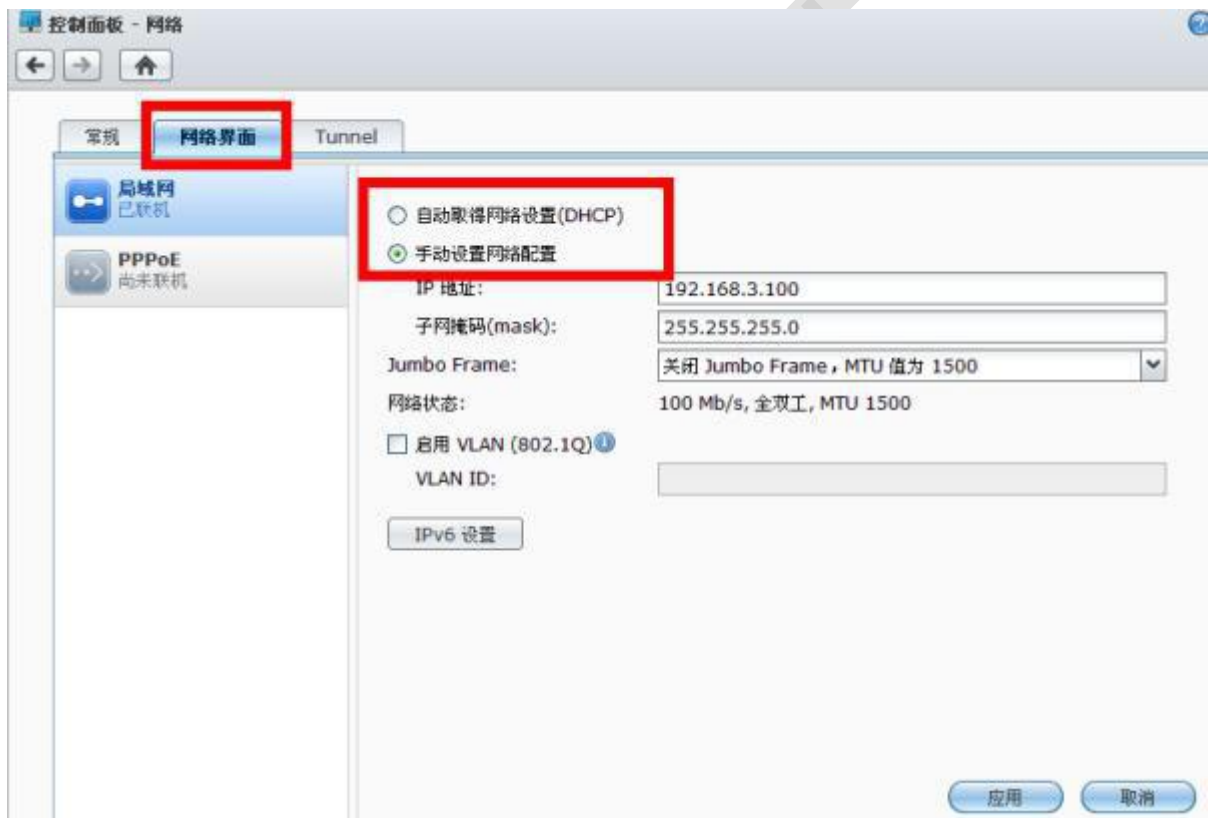 控制面板 - 网络
常规 网络界面 Tunnel
局域网
已联机
PPPoE
尚未联机
自动取得网络设置(DHCP)
手动设置网络配置
IP 地址: 192.168.3.100
子网掩码(mask): 255.255.255.0
Jumbo Frame: 关闭 Jumbo Frame，MTU 值为 1500
网络状态: 100 Mb/s, 全双工, MTU 1500
启用 VLAN (802.1Q)
VLAN ID:
IPv6 设置
应用 取消